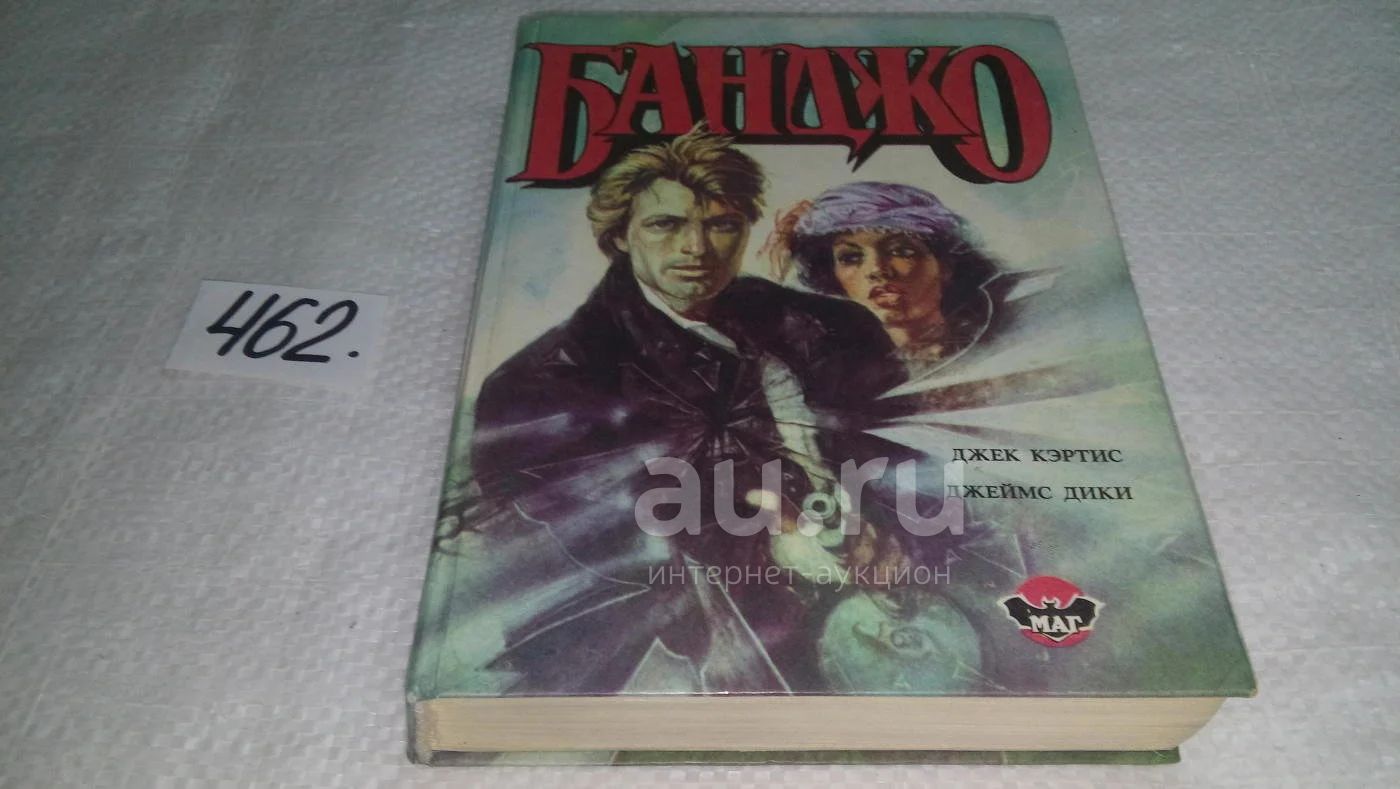 БАНДЖО
462.
ДЖЕК КЭРТИС
ДЖЕЙМС ДИКИ
au.ru
интернет-аукцион
МАГ